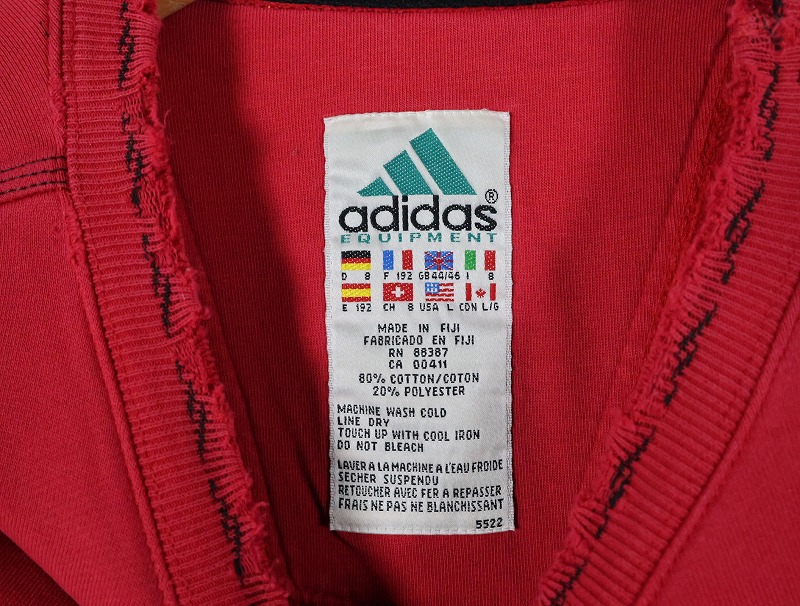 adidas®
EQUIPMENT
D 8 F 192 GB 44/46 I 8
E 192 CH 8 USA L CDN L/G
MADE IN FIJI
FABRICADO EN FIJI
RN 88387
CA 00411
80% COTTON/COTON
20% POLYESTER
MACHINE WASH COLD
LINE DRY
TOUCH UP WITH COOL IRON
DO NOT BLEACH
LAVER A LA MACHINE A L'EAU FROIDE
SECHER SUSPENDU
RETOUCHER AVEC FER A REPASSER
FRAIS NE PAS NE BLANCHISSANT
5522